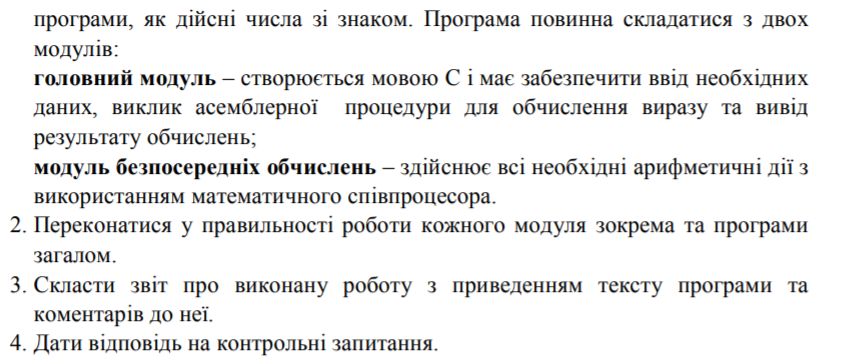 програми, як дійсні числа зі знаком. Програма повинна складатися з двох
модулів:
головний модуль – створюється мовою С і має забезпечити ввід необхідних
даних, виклик асемблерної процедури для обчислення виразу та вивід
результату обчислень;
модуль безпосередніх обчислень – здійснює всі необхідні арифметичні дії з
використанням математичного співпроцесора.
2. Переконатися у правильності роботи кожного модуля зокрема та програми
загалом.
3. Скласти звіт про виконану роботу з приведенням тексту програми та
коментарів до неї.
4. Дати відповідь на контрольні запитання.